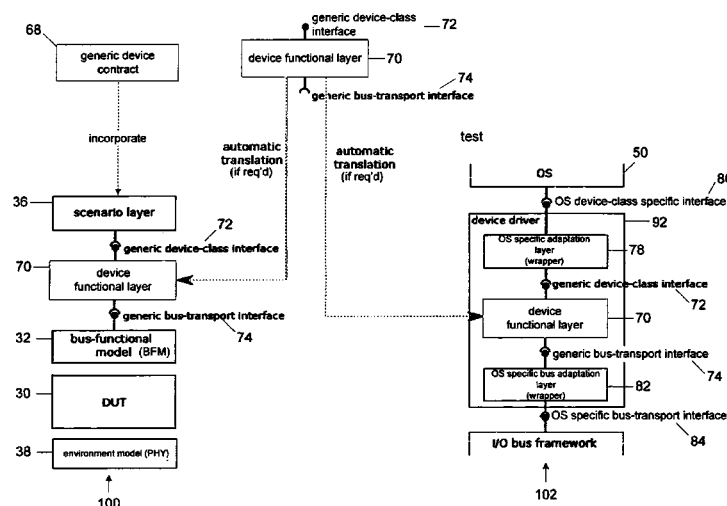 68
generic device
contract
incorporate
36
scenario layer
72
generic device-class interface
70
device
functional layer
generic bus-transport interface
74
32
bus-functional
model (BFM)
30
DUT
38
environment model (PHY)
100
generic device-class
interface
72
device functional layer
70
74
generic bus-transport interface
automatic
translation
(if req'd)
automatic
translation
(if req'd)
test
50
OS
OS device-class specific interface
device driver
92
OS specific adaptation
layer
(wrapper)
78
generic device-class interface
72
device
functional layer
70
generic bus-transport interface
74
OS specific bus adaptation
layer
(wrapper)
82
OS specific bus-transport interface
84
I/O bus framework
102